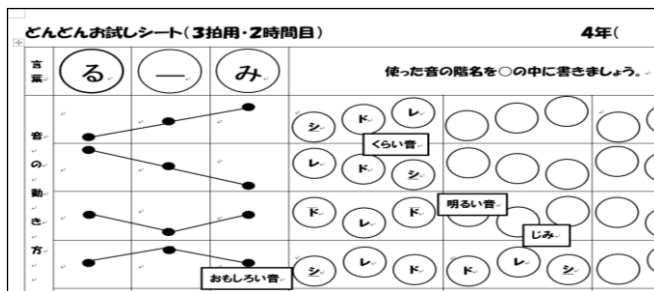 どんどんお試しシート(3拍用・2時間目) 4年(
言葉 る ー み 使った音の階名を○の中に書きましょう。
音の動き方
シ ド レ
くらい音
レ ド シ
明るい音
ド レ ド
じみ
おもしろい音
シ レ ド ド レ シ